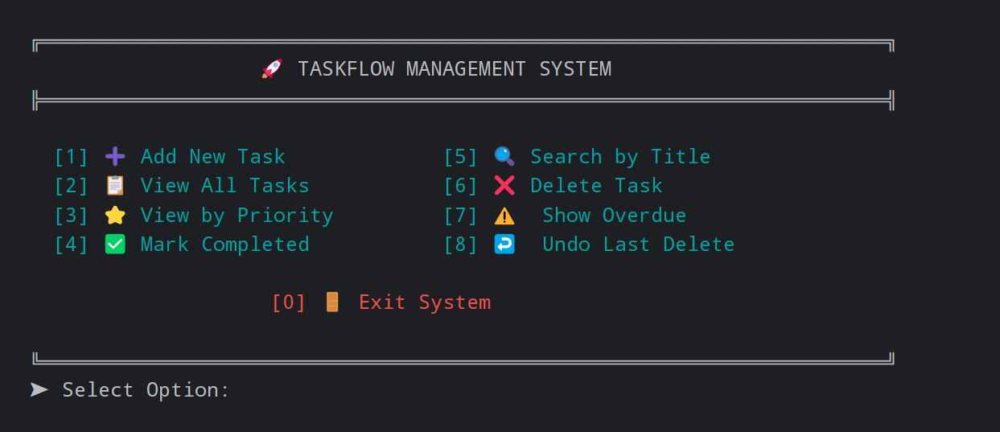 🚀 TASKFLOW MANAGEMENT SYSTEM
[1] ➕ Add New Task [5] 🔍 Search by Title
[2] 📋 View All Tasks [6] ❌ Delete Task
[3] ⭐ View by Priority [7] ⚠️ Show Overdue
[4] ✅ Mark Completed [8] ↩️ Undo Last Delete
[0] 🚪 Exit System
➤ Select Option: